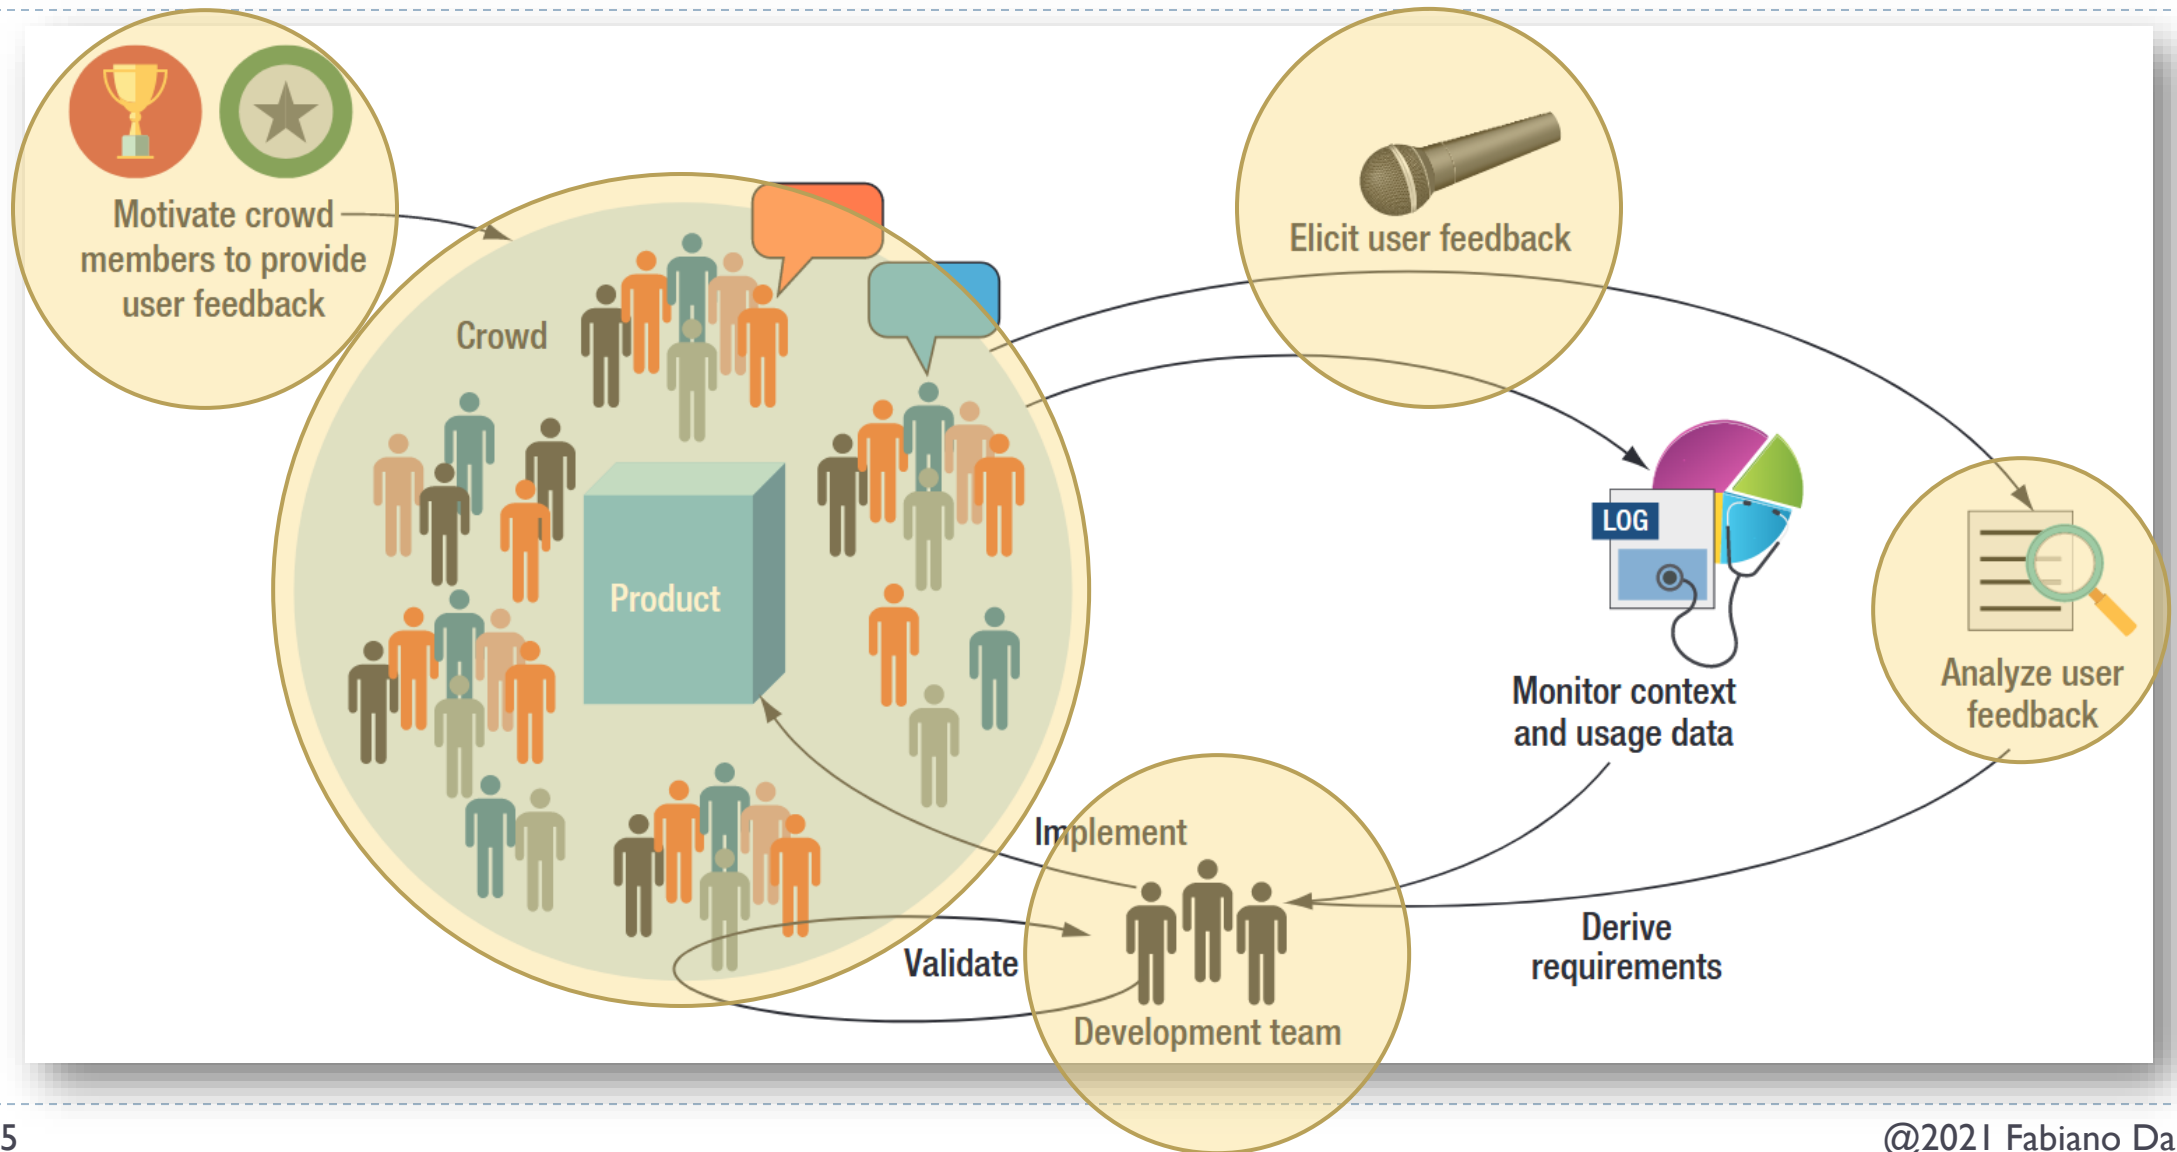 Motivate crowd
members to provide
user feedback
Crowd
Product
Elicit user feedback
LOG
Monitor context
and usage data
Analyze user
feedback
Implement
Validate
Derive
requirements
Development team
5
@2021 Fabiano Da